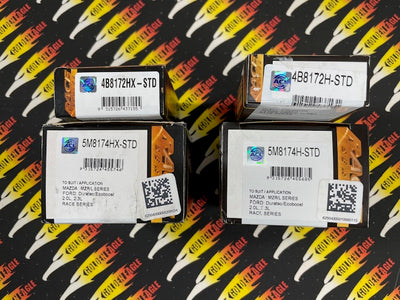 4B8172HX-STD
4B8172H-STD
5M8174HX-STD
TO SUIT / APPLICATION
MAZDA: MZR/L SERIES
FORD: Duratec/Ecoboost
2.0L, 2.3L
RACE SERIES
5M8174H-STD
TO SUIT / APPLICATION
MAZDA: MZR/L SERIES
FORD: Duratec/Ecoboost
2.0L, 2.3L
RACE SERIES
GOLDEN EAGLE